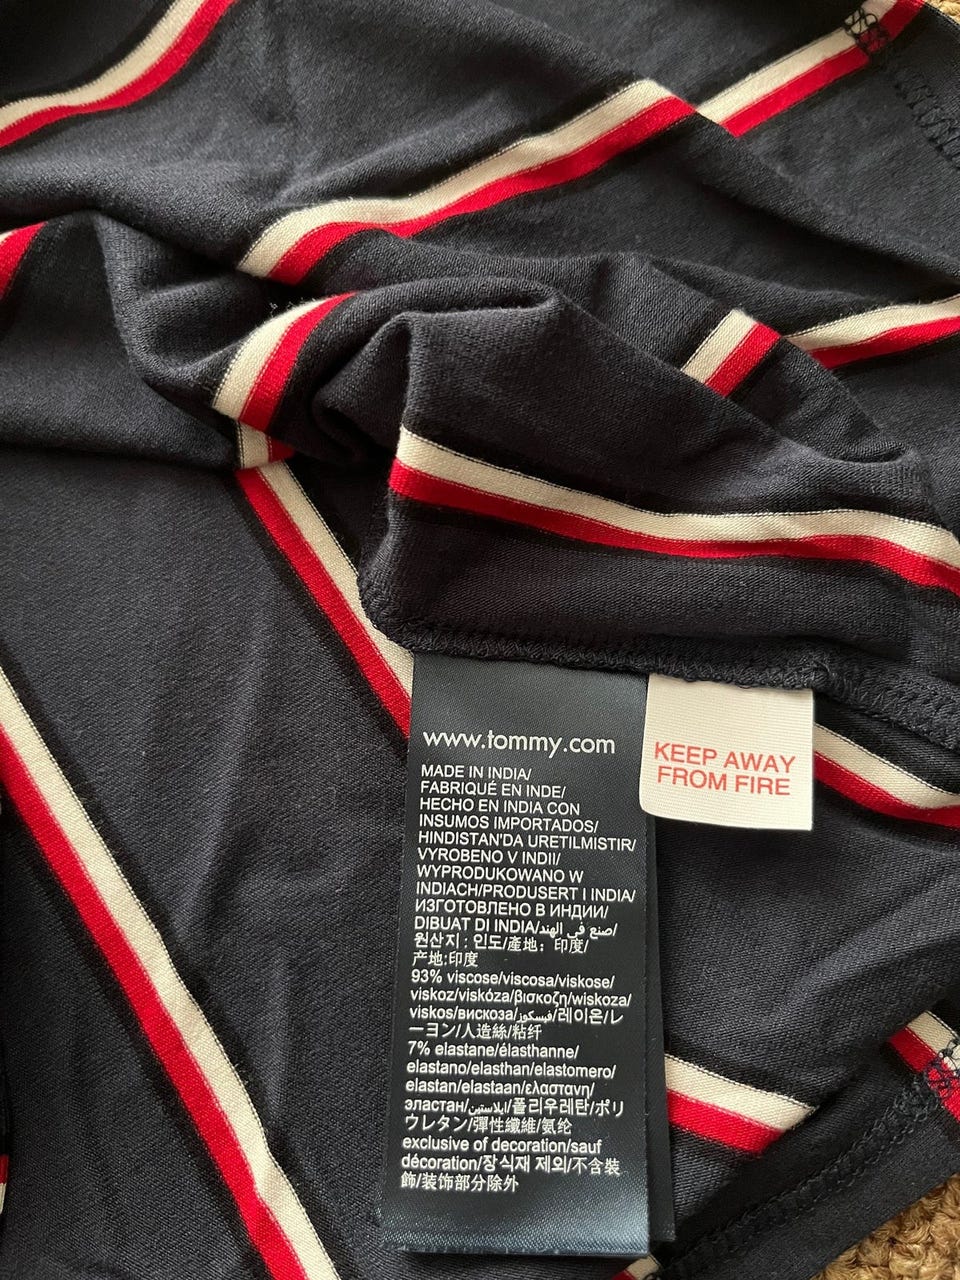 www.tommy.com
MADE IN INDIA/
FABRIQUÉ EN INDE/
HECHO EN INDIA CON
INSUMOS IMPORTADOS/
HINDISTAN'DA URETILMISTIR/
VYROBENO V INDII/
WYPRODUKOWANO W
INDIACH/PRODUSERT I INDIA/
ИЗГОТОВЛЕНО В ИНДИИ/
DIBUAT DI INDIA/صنع في الهند/
원산지 : 인도/產地：印度/
产地:印度
93% viscose/viscosa/viskose/
viskoz/viskóza/βισκοζη/wiskoza/
viskos/вискоза/فيسكوز/레이온/レ
ーヨン/人造絲/粘纤
7% elastane/élasthanne/
elastano/elasthan/elastomero/
elastan/elastaan/ελαστανη/
эластан/ايلاستين/폴리우레탄/ポリ
ウレタン/彈性纖維/氨纶
exclusive of decoration/sauf
décoration/장식재 제외/不含裝
飾/装饰部分除外
KEEP AWAY
FROM FIRE